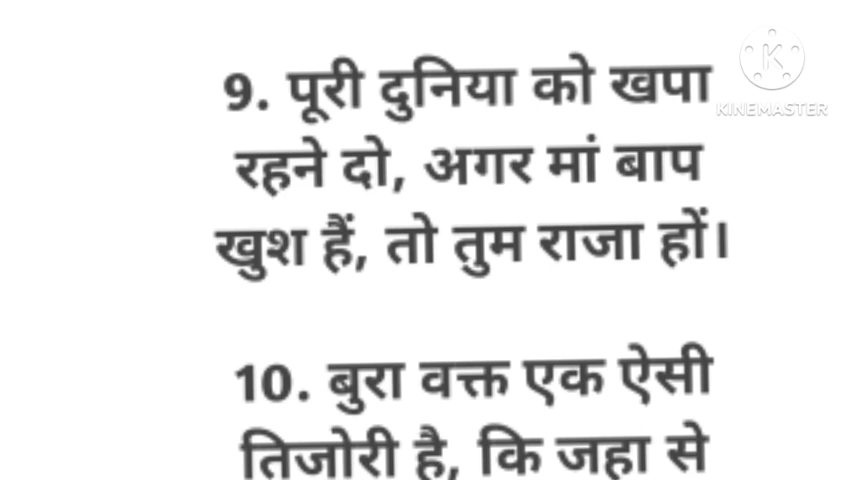 9. पूरी दुनिया को खपा
रहने दो, अगर मां बाप
खुश हैं, तो तुम राजा हों।
10. बुरा वक्त एक ऐसी
तिजोरी है, कि जहा से
K
KINEMASTER